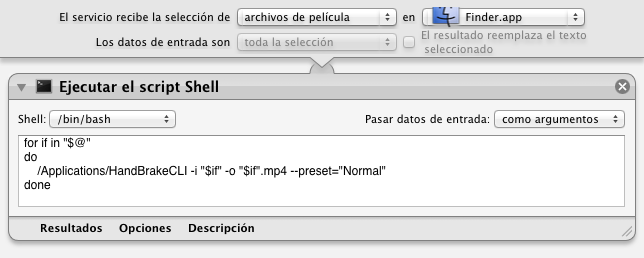 El servicio recibe la selección de archivos de película en Finder.app
Los datos de entrada son toda la selección El resultado reemplaza el texto
seleccionado
Ejecutar el script Shell
Shell: /bin/bash Pasar datos de entrada: como argumentos
for if in "$@"
do
/Applications/HandBrakeCLI -i "$if" -o "$if".mp4 --preset="Normal"
done
Resultados Opciones Descripción